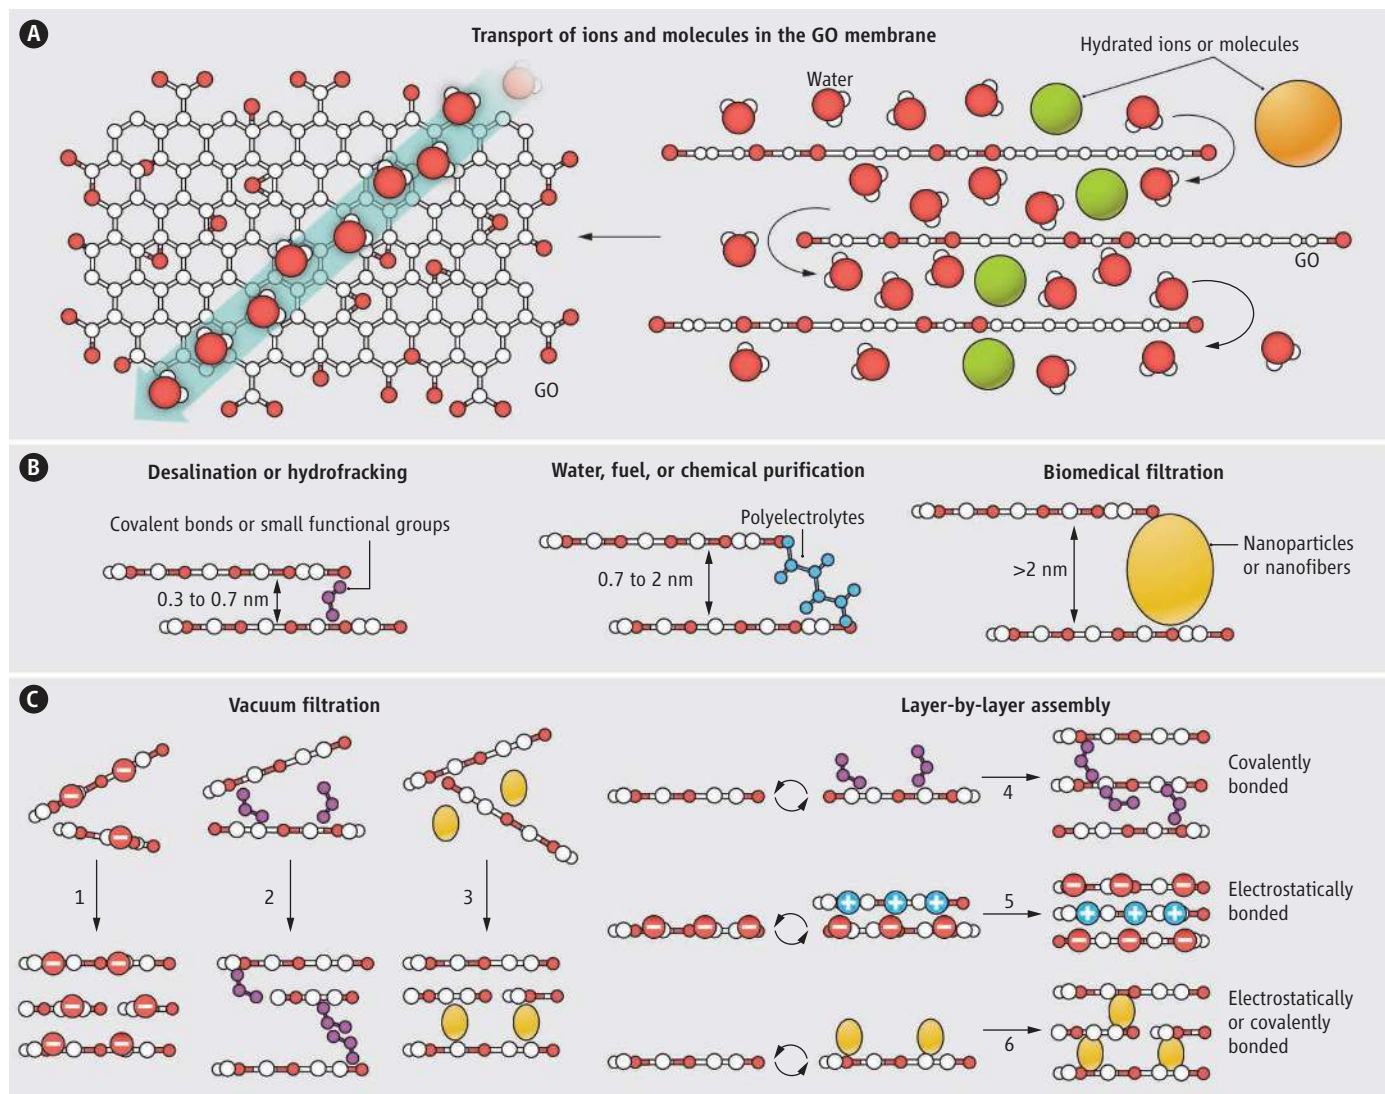 A
Transport of ions and molecules in the GO membrane
Hydrated ions or molecules
Water
GO
GO
B
Desalination or hydrofracking
Water, fuel, or chemical purification
Biomedical filtration
Covalent bonds or small functional groups
Polyelectrolytes
Nanoparticles
or nanofibers
0.3 to 0.7 nm
0.7 to 2 nm
>2 nm
C
Vacuum filtration
Layer-by-layer assembly
1
2
3
4
Covalently
bonded
5
Electrostatically
bonded
6
Electrostatically
or covalently
bonded